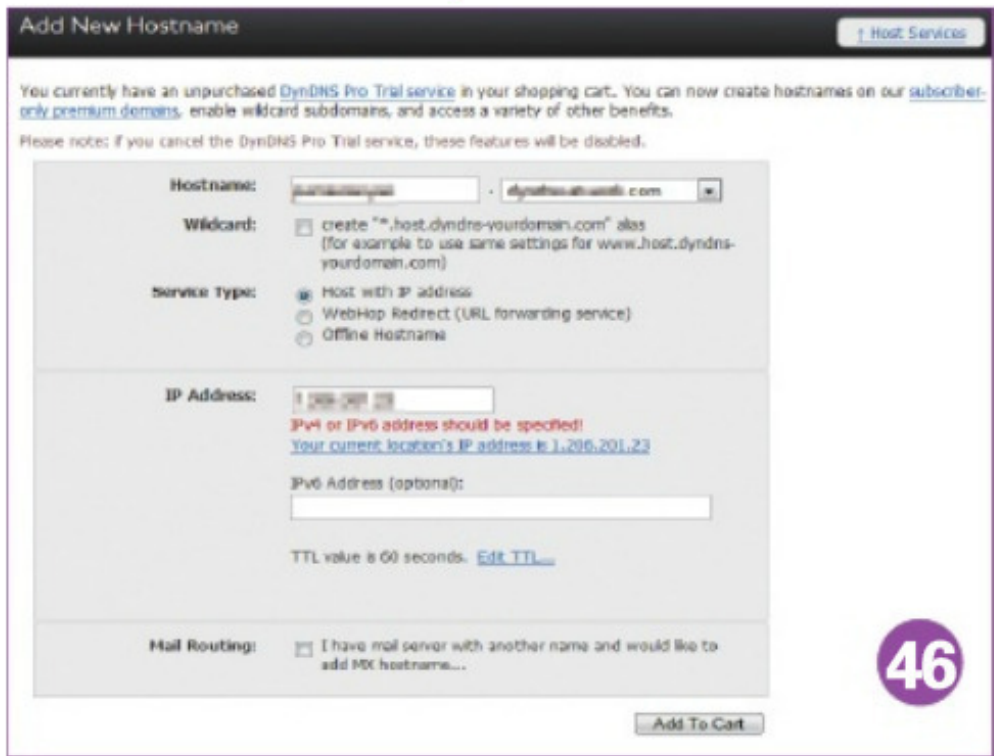 Add New Hostname
↑ Host Services
You currently have an unpurchased DynDNS Pro Trial service in your shopping cart. You can now create hostnames on our subscriber-
only premium domains, enable wildcard subdomains, and access a variety of other benefits.
Please note: if you cancel the DynDNS Pro Trial service, these features will be disabled.
Hostname:
. com
Wildcard:
create "*.host.dyndns-yourdomain.com" alias
(for example to use same settings for www.host.dyndns-
yourdomain.com)
Service Type:
Host with IP address
WebHop Redirect (URL forwarding service)
Offline Hostname
IP Address:
IPv4 or IPv6 address should be specified!
Your current location's IP address is 1.206.201.23
IPv6 Address (optional):
TTL value is 60 seconds. Edit TTL...
Mail Routing:
I have mail server with another name and would like to
add MX hostname...
46
Add To Cart